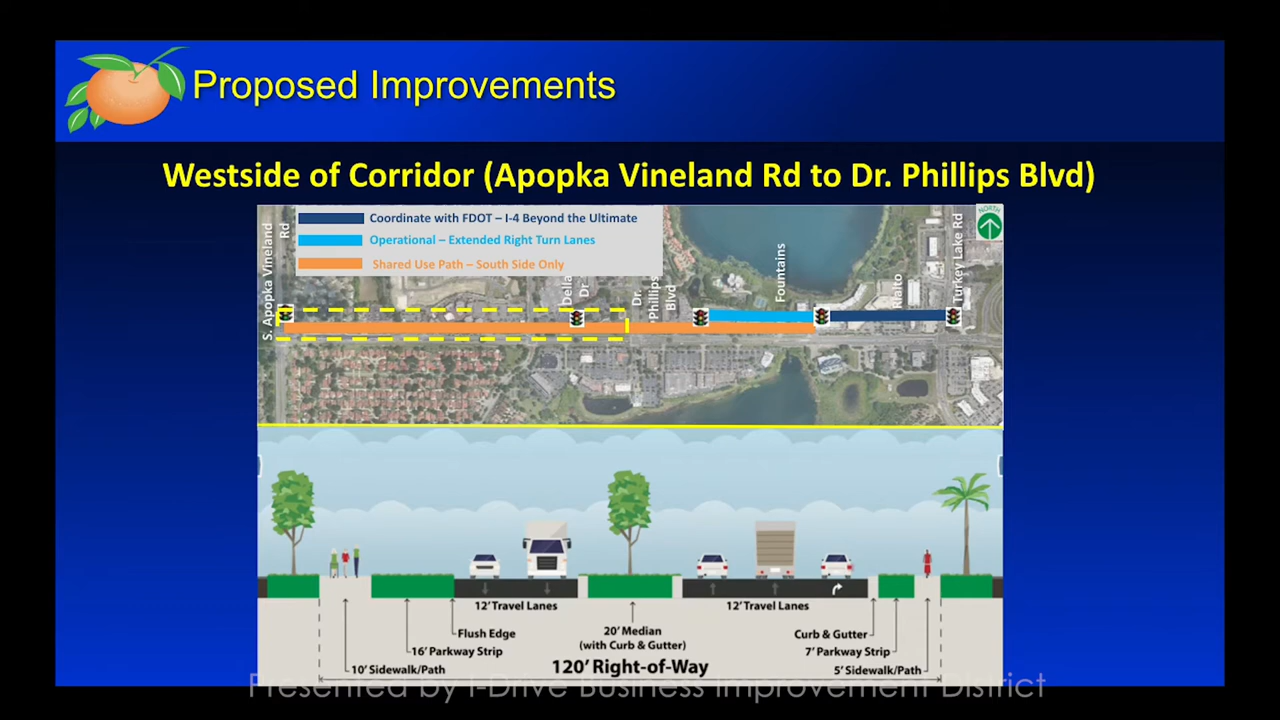 Proposed Improvements
Westside of Corridor (Apopka Vineland Rd to Dr. Phillips Blvd)
Coordinate with FDOT – I-4 Beyond the Ultimate
Operational – Extended Right Turn Lanes
Shared Use Path – South Side Only
NORTH
S. Apopka Vineland
Rd
Della
Dr
Dr.
Phillips
Blvd
Fountains
Rialto
Turkey Lake Rd
12' Travel Lanes
12' Travel Lanes
Flush Edge
16' Parkway Strip
10' Sidewalk/Path
20' Median
(with Curb & Gutter)
Curb & Gutter
7' Parkway Strip
5' Sidewalk/Path
120' Right-of-Way
Presented by I-Drive Business Improvement District